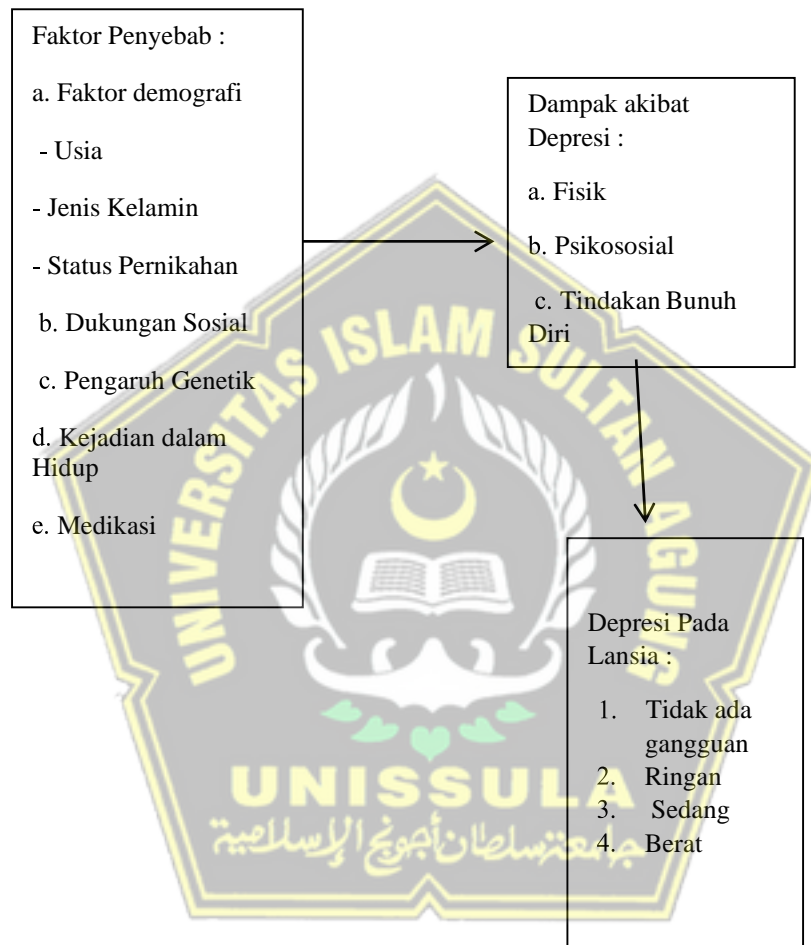 Faktor Penyebab :
a. Faktor demografi
- Usia
- Jenis Kelamin
- Status Pernikahan
b. Dukungan Sosial
c. Pengaruh Genetik
d. Kejadian dalam
Hidup
e. Medikasi
Dampak akibat
Depresi :
a. Fisik
b. Psikososial
c. Tindakan Bunuh
Diri
Depresi Pada
Lansia :
1. Tidak ada
gangguan
2. Ringan
3. Sedang
4. Berat
UNIVERSITAS ISLAM SULTAN AGUNG
UNISSULA
جامعة سلطان أجونج الإسلامية